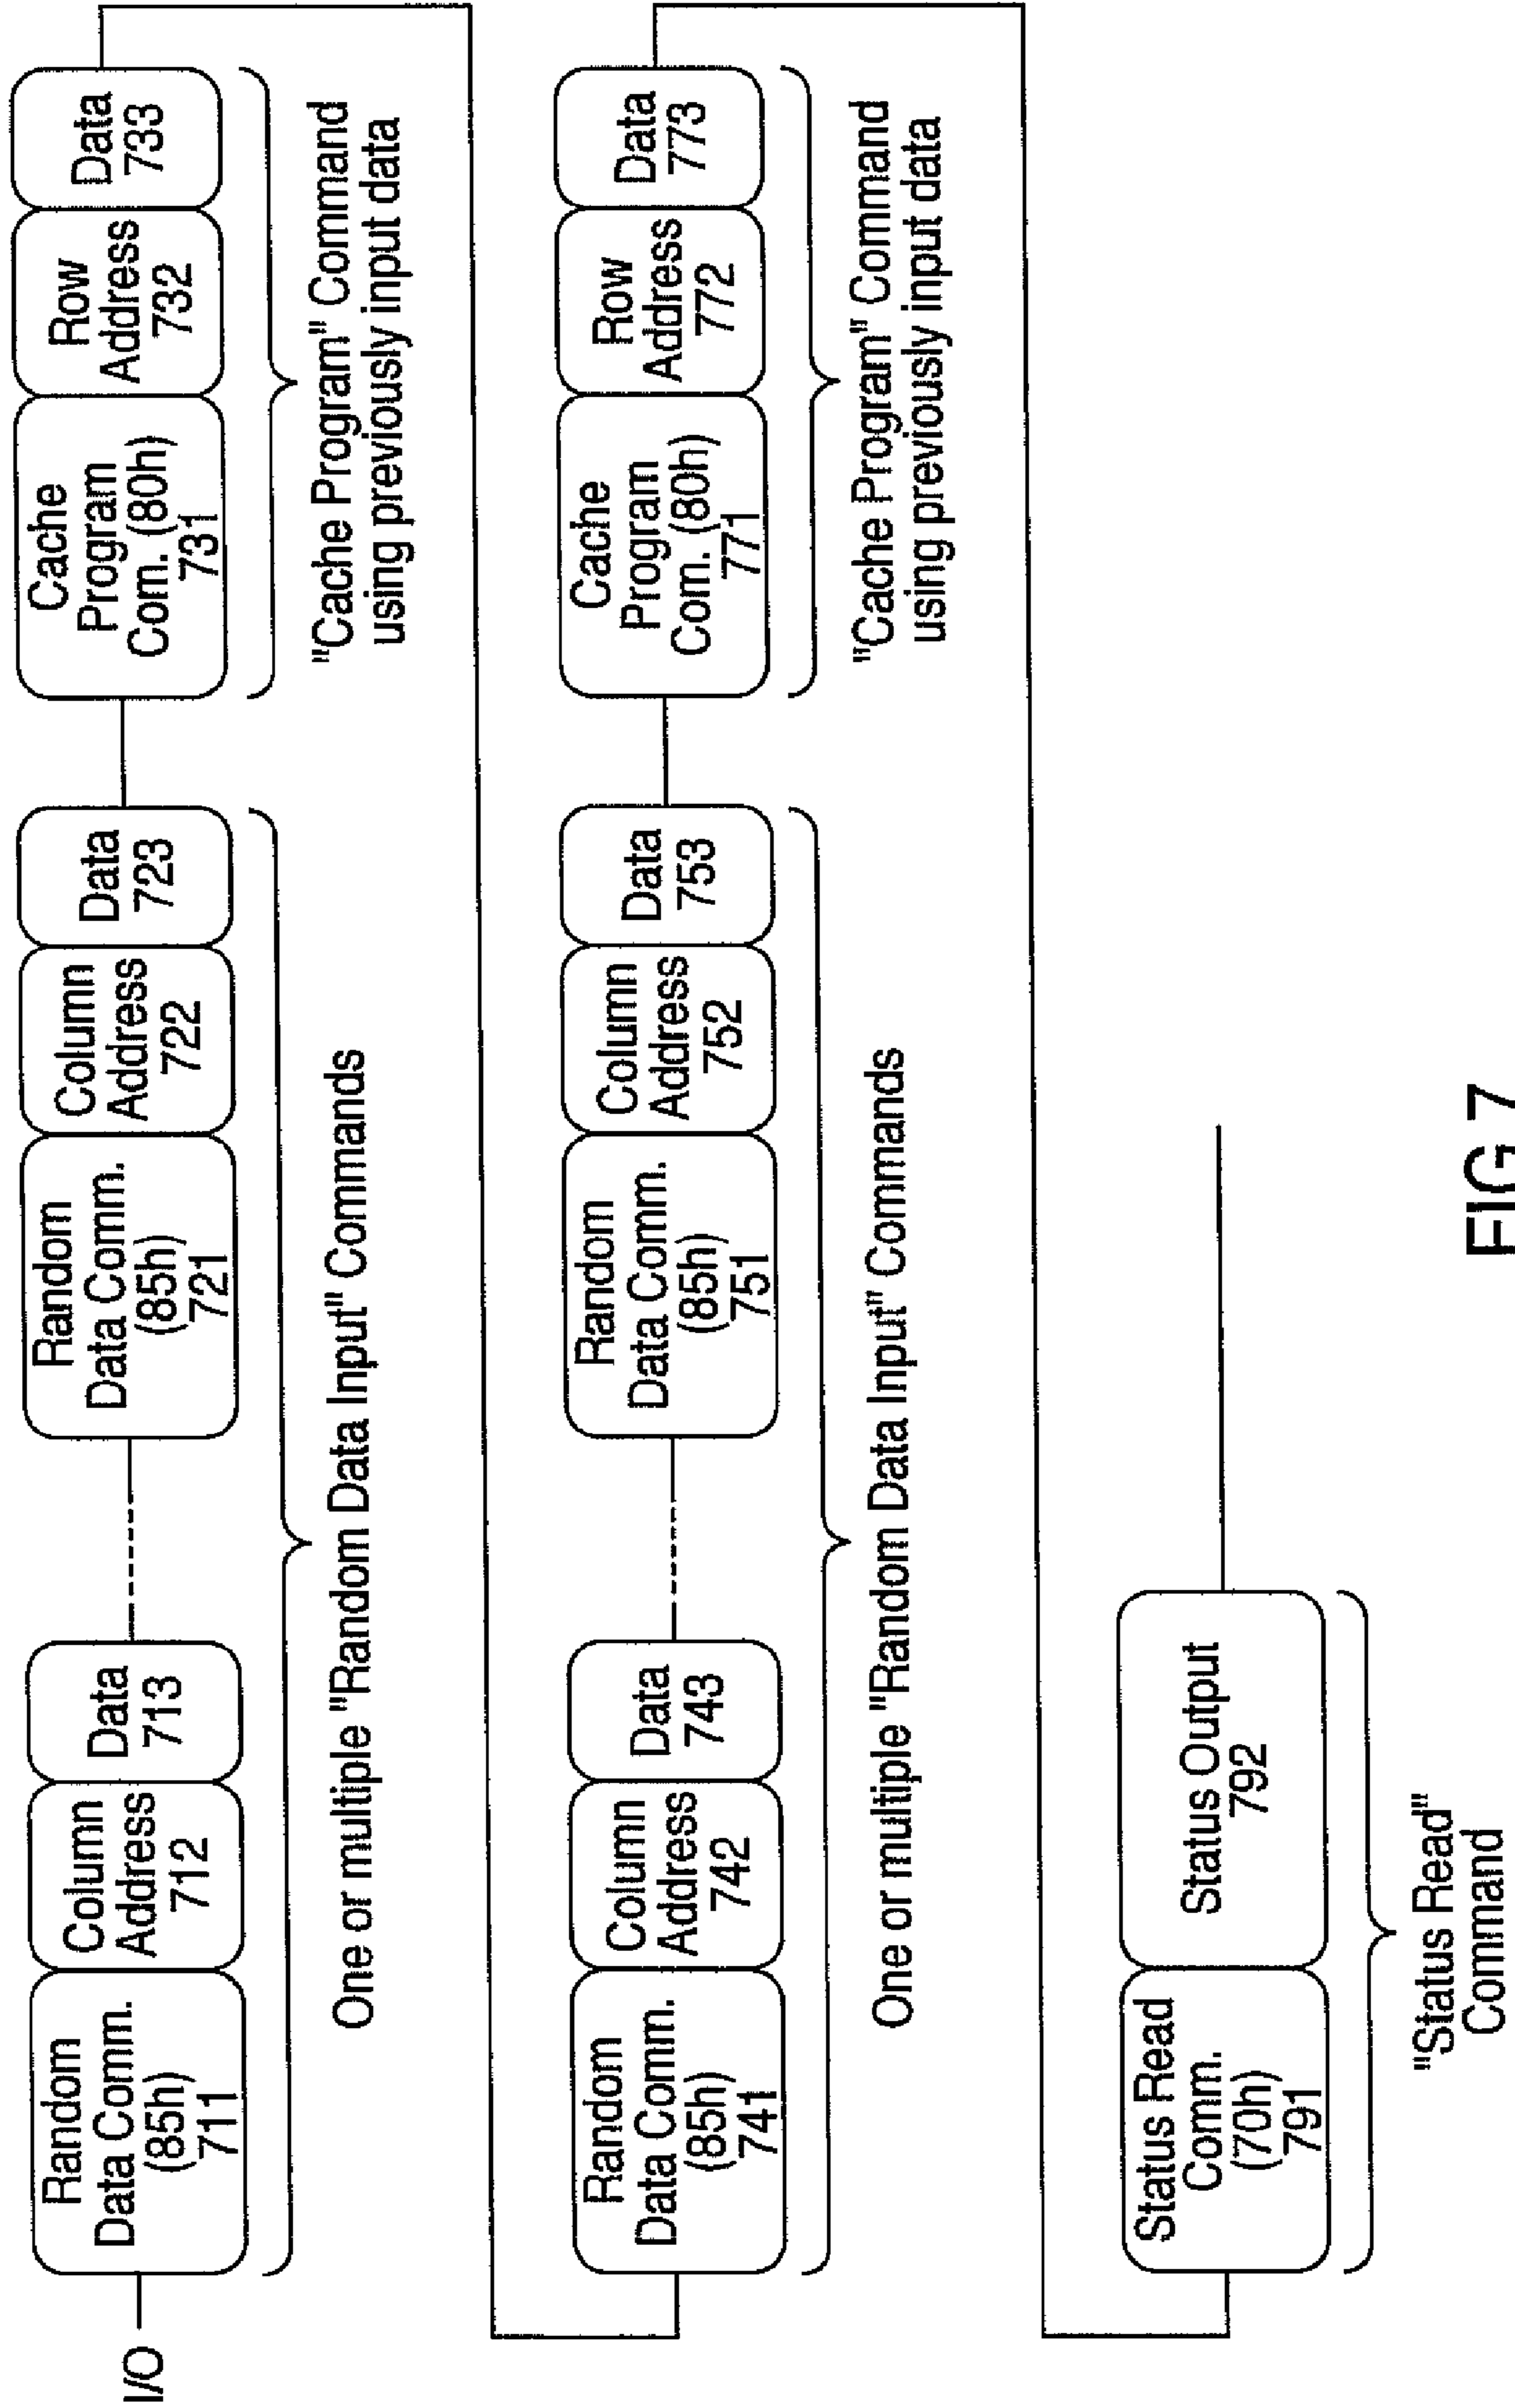 I/O
Random
Data Comm.
(85h)
711
Column
Address
712
Data
713
Random
Data Comm.
(85h)
721
Column
Address
722
Data
723
Cache
Program
Com. (80h)
731
Row
Address
732
Data
733
One or multiple "Random Data Input" Commands
"Cache Program" Command
using previously input data
Random
Data Comm.
(85h)
741
Column
Address
742
Data
743
Random
Data Comm.
(85h)
751
Column
Address
752
Data
753
Cache
Program
Com. (80h)
771
Row
Address
772
Data
773
One or multiple "Random Data Input" Commands
"Cache Program" Command
using previously input data
Status Read
Comm.
(70h)
791
Status Output
792
"Status Read"
Command
FIG 7